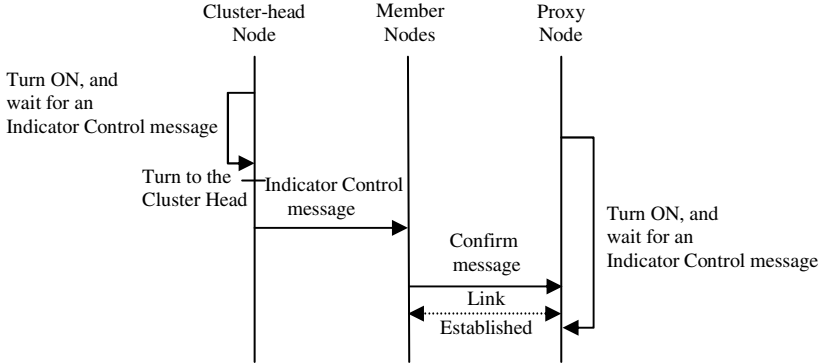 Cluster-head
Node
Member
Nodes
Proxy
Node
Turn ON, and
wait for an
Indicator Control message
Turn to the
Cluster Head
Indicator Control
message
Confirm
message
Link
Established
Turn ON, and
wait for an
Indicator Control message